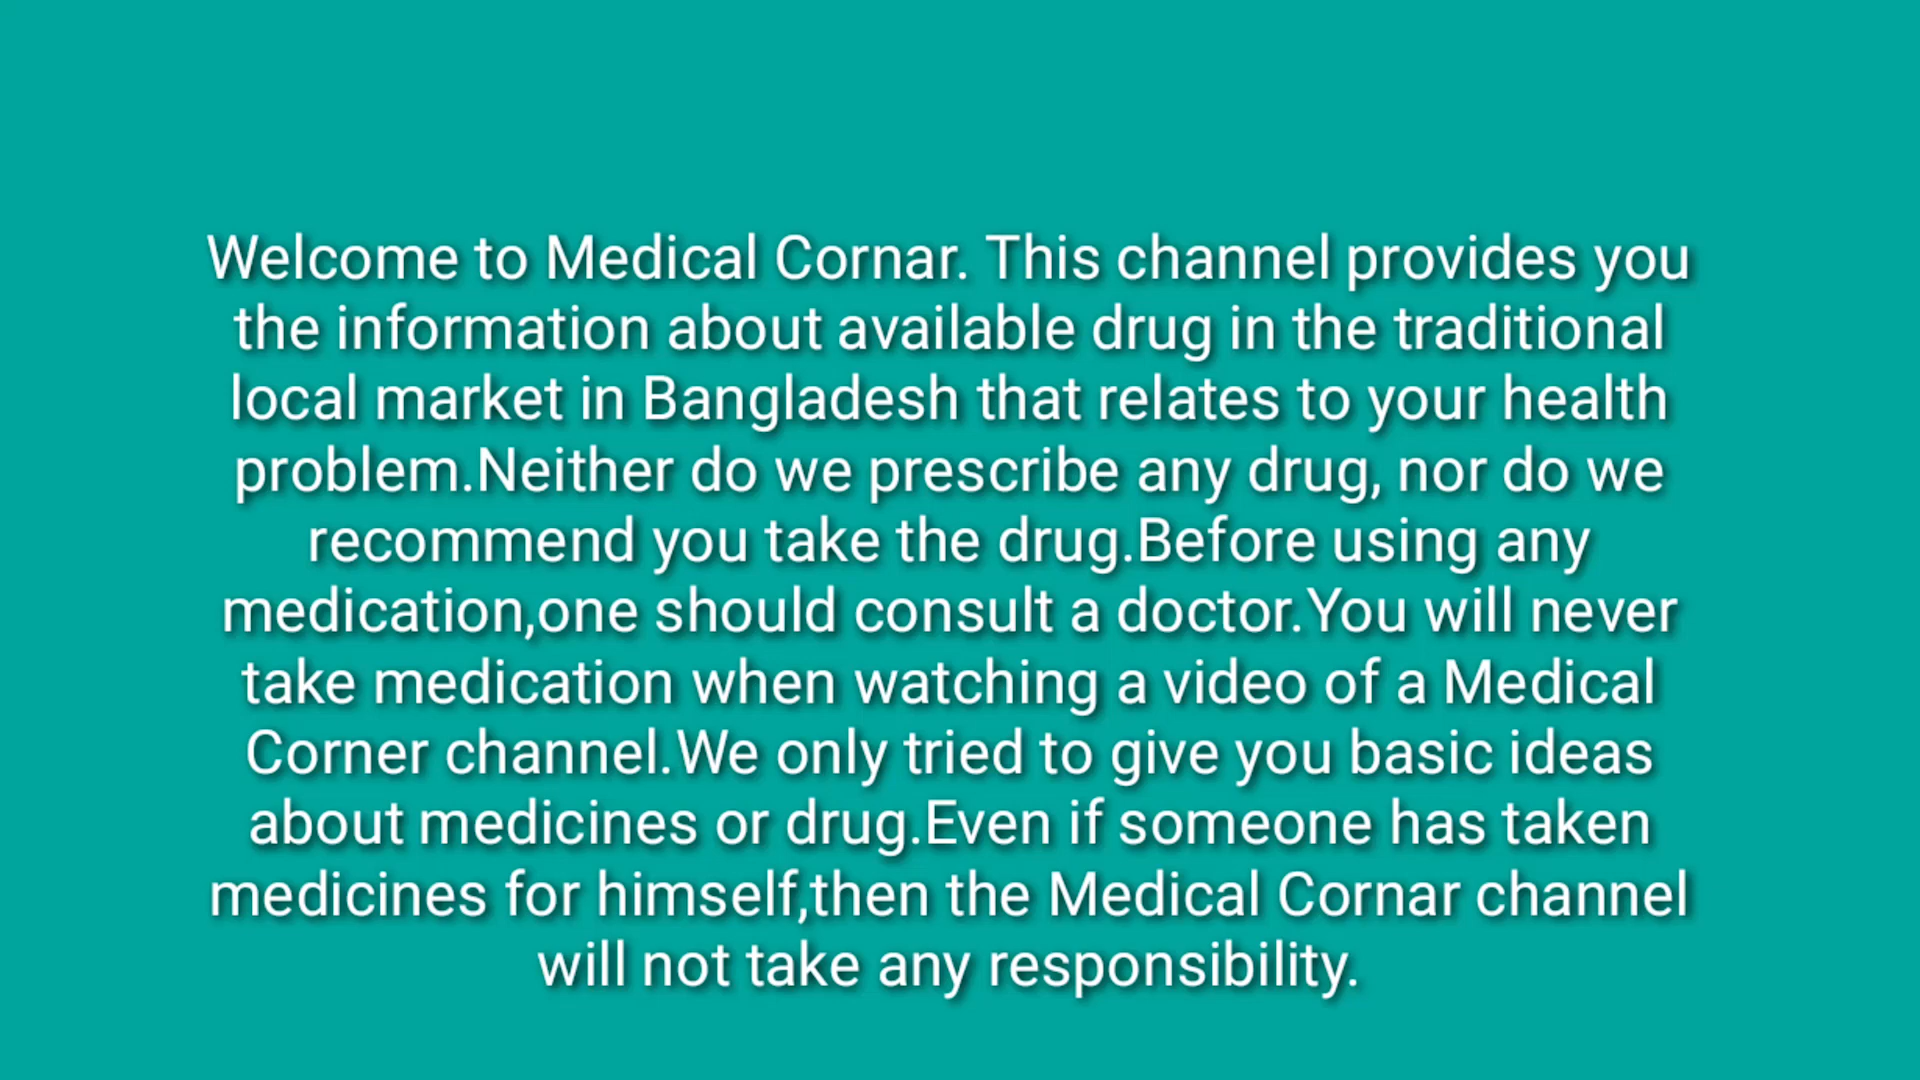 Welcome to Medical Cornar. This channel provides you
the information about available drug in the traditional
local market in Bangladesh that relates to your health
problem.Neither do we prescribe any drug, nor do we
recommend you take the drug.Before using any
medication,one should consult a doctor.You will never
take medication when watching a video of a Medical
Corner channel.We only tried to give you basic ideas
about medicines or drug.Even if someone has taken
medicines for himself,then the Medical Cornar channel
will not take any responsibility.